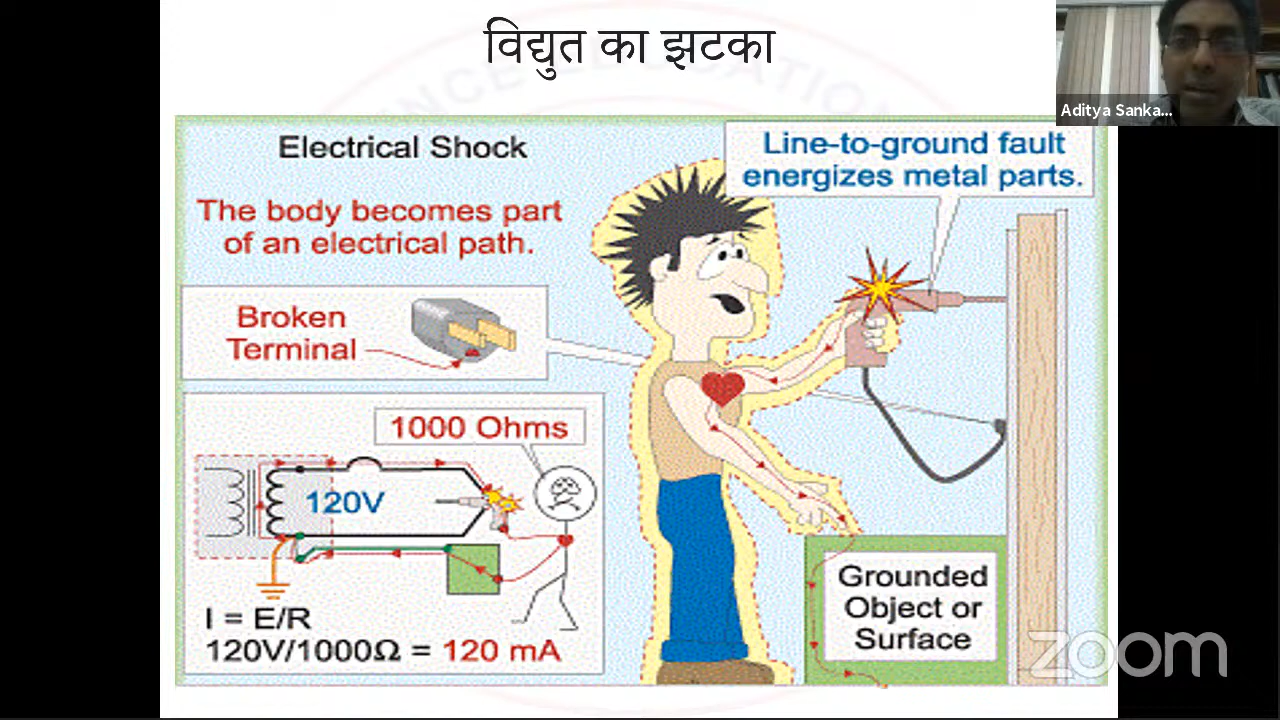 विद्युत का झटका
Aditya Sanka...
Electrical Shock
The body becomes part
of an electrical path.
Line-to-ground fault
energizes metal parts.
Broken
Terminal
1000 Ohms
120V
I = E/R
120V/1000Ω = 120 mA
Grounded
Object or
Surface
zoom